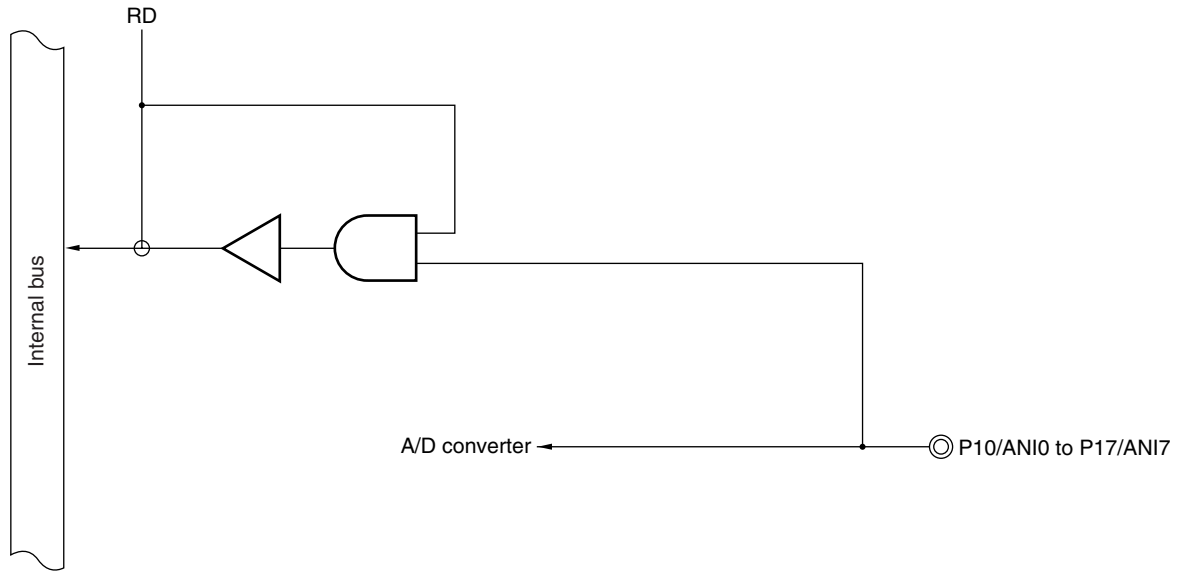 RD
Internal bus
A/D converter
P10/ANI0 to P17/ANI7